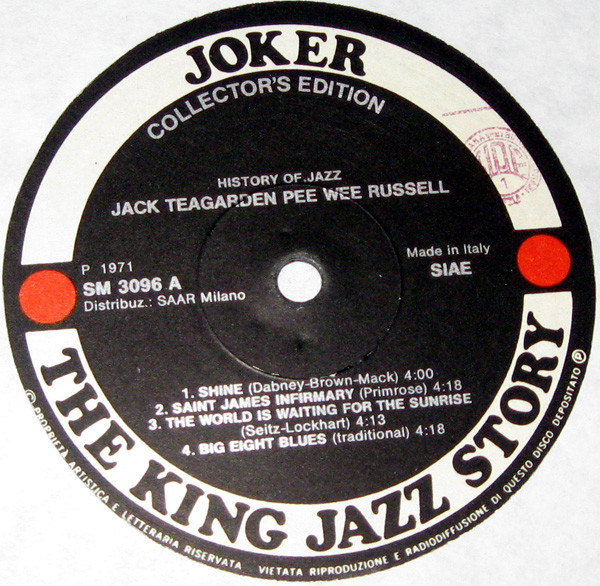 JOKER
COLLECTOR'S EDITION
HISTORY OF JAZZ
JACK TEAGARDEN PEE WEE RUSSELL
P 1971
SM 3096 A
Distribuz.: SAAR Milano
Made in Italy
SIAE
1. SHINE (Dabney-Brown-Mack) 4:00
2. SAINT JAMES INFIRMARY (Primrose) 4:18
3. THE WORLD IS WAITING FOR THE SUNRISE
(Seitz-Lockhart) 4:13
4. BIG EIGHT BLUES (traditional) 4:18
THE KING JAZZ STORY
© PROPRIETÀ ARTISTICA E LETTERARIA RISERVATA VIETATA RIPRODUZIONE E RADIODIFFUSIONE DI QUESTO DISCO DEPOSITATO ℗